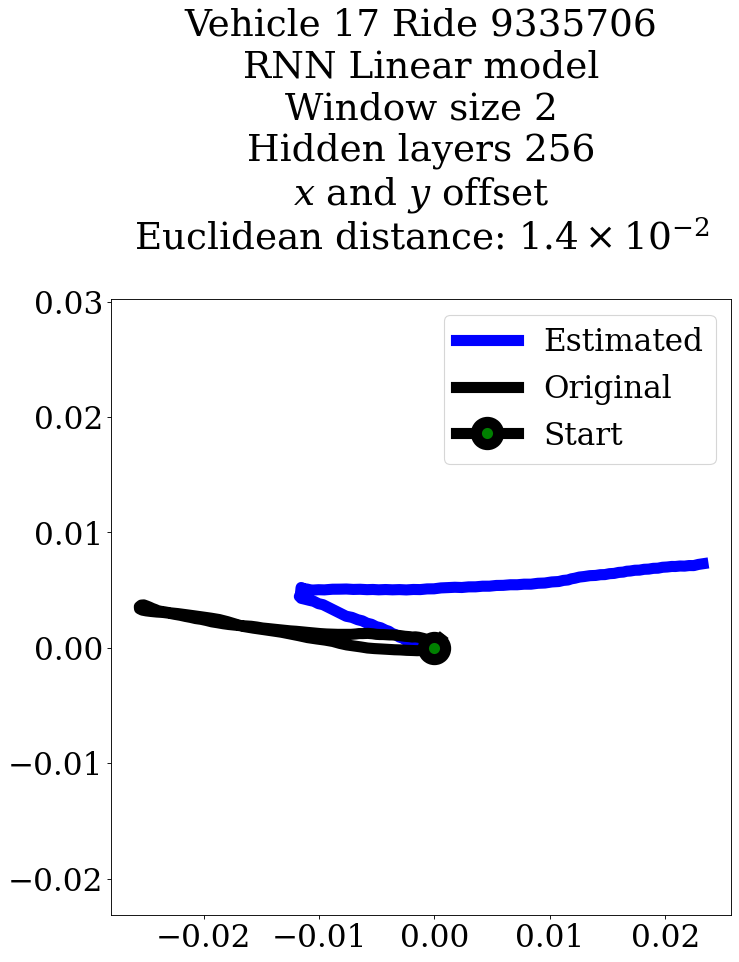 Vehicle 17 Ride 9335706
RNN Linear model
Window size 2
Hidden layers 256
x and y offset
Euclidean distance: 1.4 × 10⁻²
0.03
0.02
0.01
0.00
−0.01
−0.02
Estimated
Original
Start
−0.02 −0.01 0.00 0.01 0.02